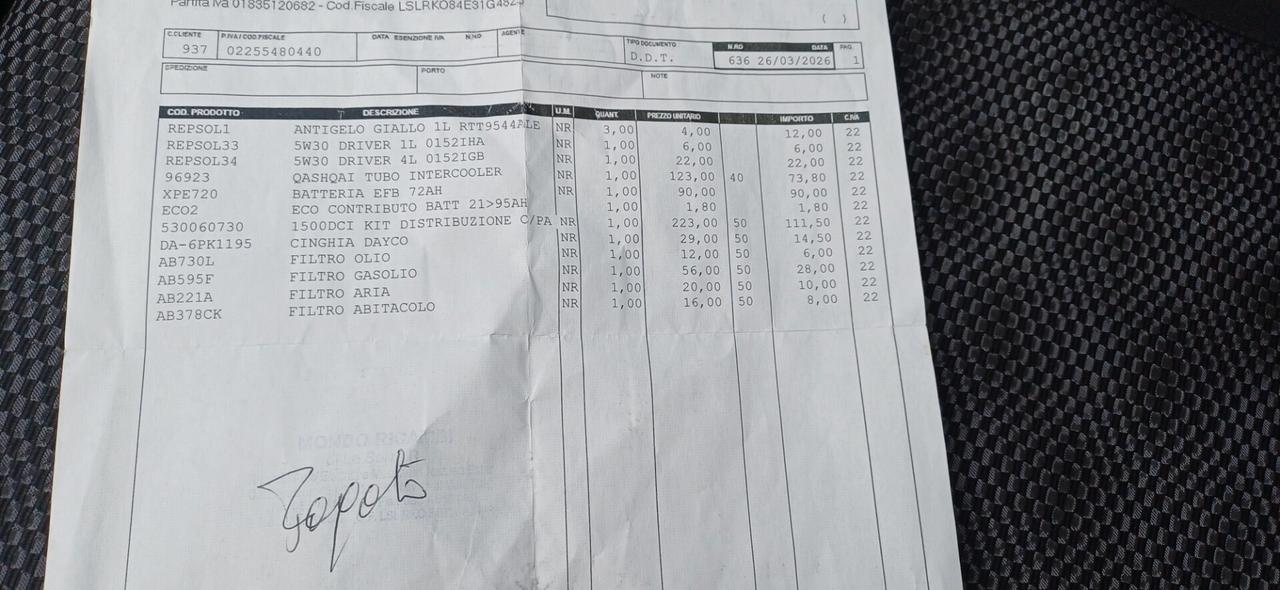 Partita Iva 01835120682 - Cod.Fiscale
( )
C.CLIENTE P.IVA / COD.FISCALE DATA ESENZIONE IVA N.ND AGENTE TIPO DOCUMENTO N.RO DATA PAG.
937 02255480440 D.D.T. 636 26/03/2026 1
SPEDIZIONE PORTO NOTE
COD. PRODOTTO DESCRIZIONE U.M. QUANT. PREZZO UNITARIO IMPORTO C.IVA
REPSOL1 ANTIGELO GIALLO 1L NR 3,00 4,00 12,00 22
REPSOL33 5W30 DRIVER 1L 0152IHA NR 1,00 6,00 6,00 22
REPSOL34 5W30 DRIVER 4L 0152IGB NR 1,00 22,00 22,00 22
96923 QASHQAI TUBO INTERCOOLER NR 1,00 123,00 40 73,80 22
XPE720 BATTERIA EFB 72AH NR 1,00 90,00 90,00 22
ECO2 ECO CONTRIBUTO BATT 21>95AH 1,00 1,80 1,80 22
530060730 1500DCI KIT DISTRIBUZIONE C/PA NR 1,00 223,00 50 111,50 22
DA-6PK1195 CINGHIA DAYCO NR 1,00 29,00 50 14,50 22
AB730L FILTRO OLIO NR 1,00 12,00 50 6,00 22
AB595F FILTRO GASOLIO NR 1,00 56,00 50 28,00 22
AB221A FILTRO ARIA NR 1,00 20,00 50 10,00 22
AB378CK FILTRO ABITACOLO NR 1,00 16,00 50 8,00 22